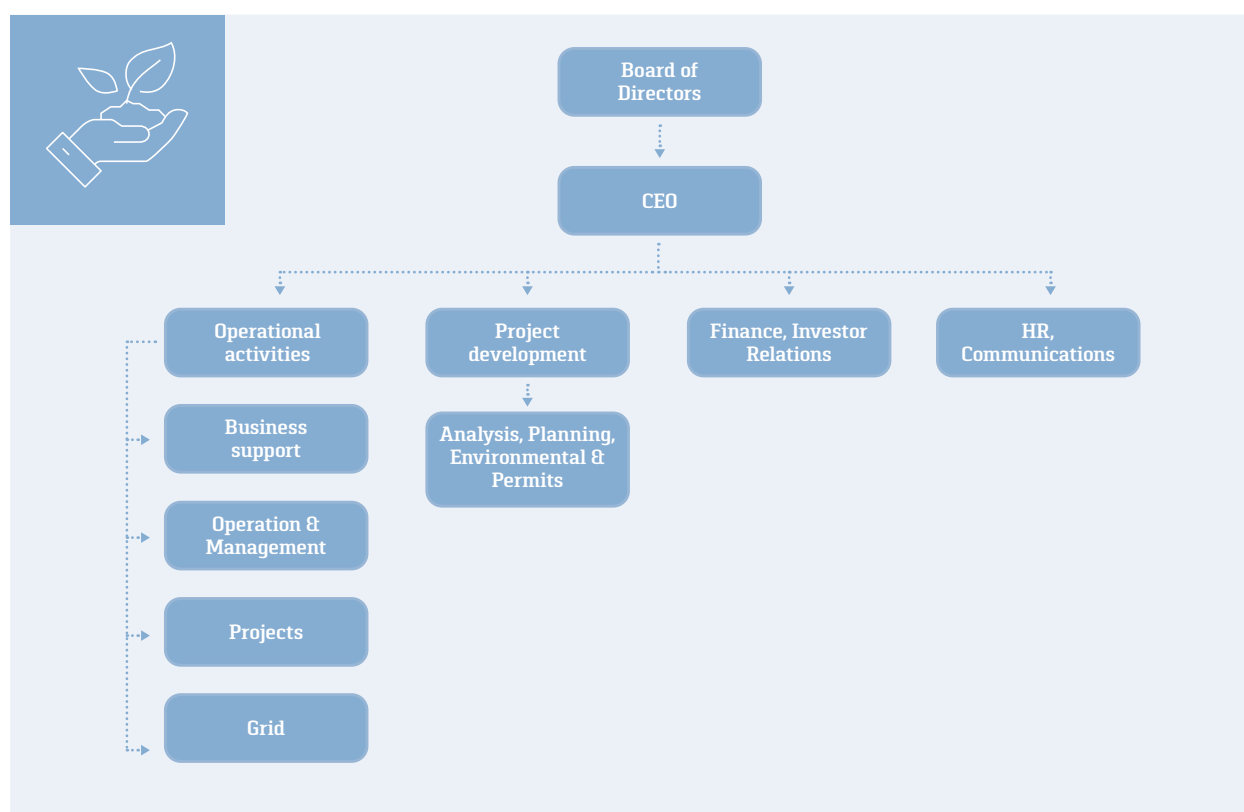 Board of
Directors
CEO
Operational
activities
Project
development
Finance, Investor
Relations
HR,
Communications
Business
support
Analysis, Planning,
Environmental &
Permits
Operation &
Management
Projects
Grid